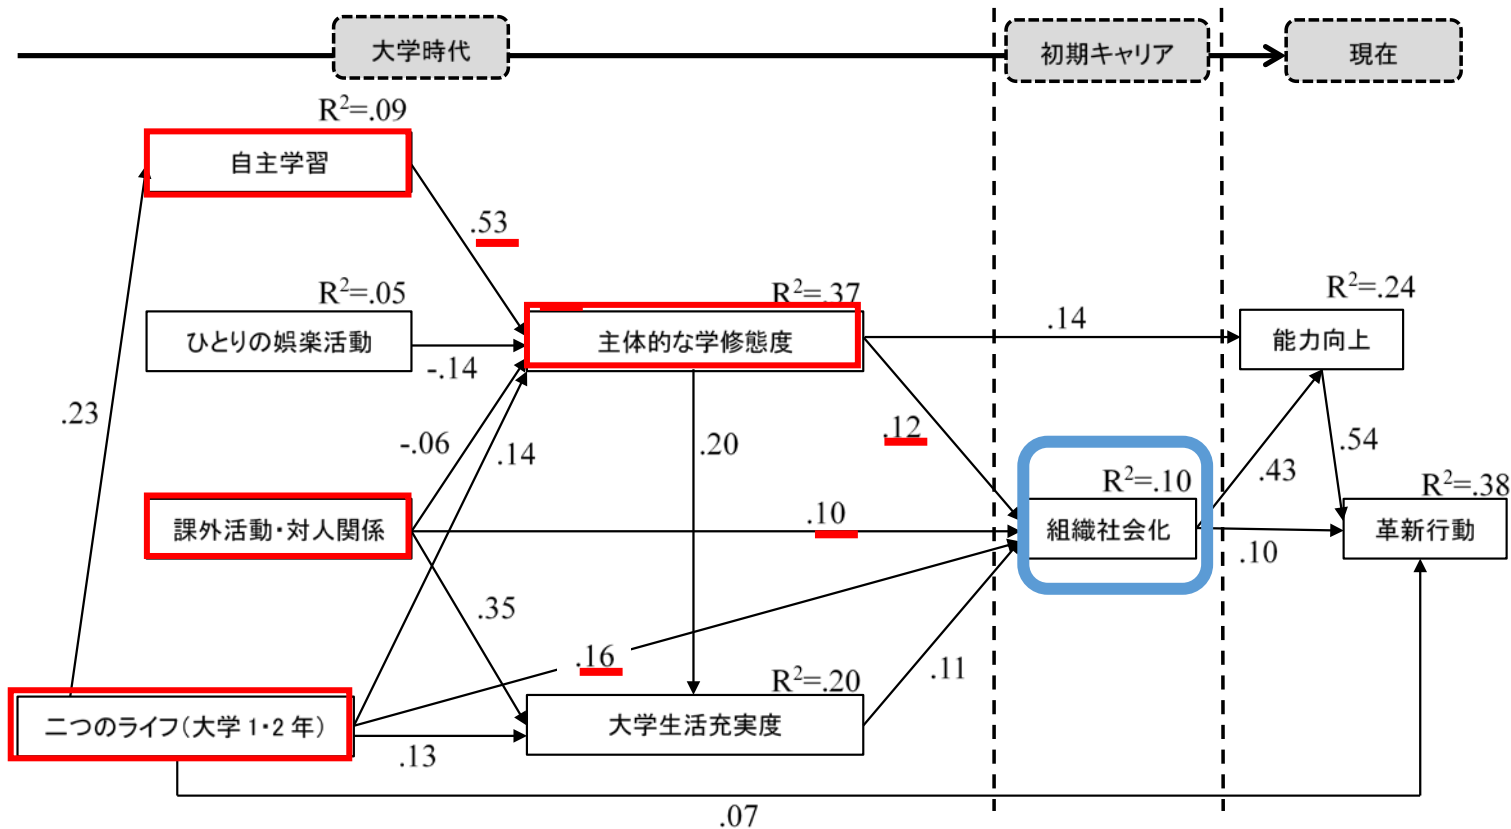 大学時代
初期キャリア
現在
R²=.09
自主学習
.53
R²=.05
ひとりの娯楽活動
-.14
R²=.37
主体的な学修態度
.14
R²=.24
能力向上
.23
-.06
.14
.20
.12
.43
.54
課外活動・対人関係
.10
R²=.10
組織社会化
.10
R²=.38
革新行動
.35
.16
.11
R²=.20
二つのライフ(大学1・2年)
.13
大学生活充実度
.07